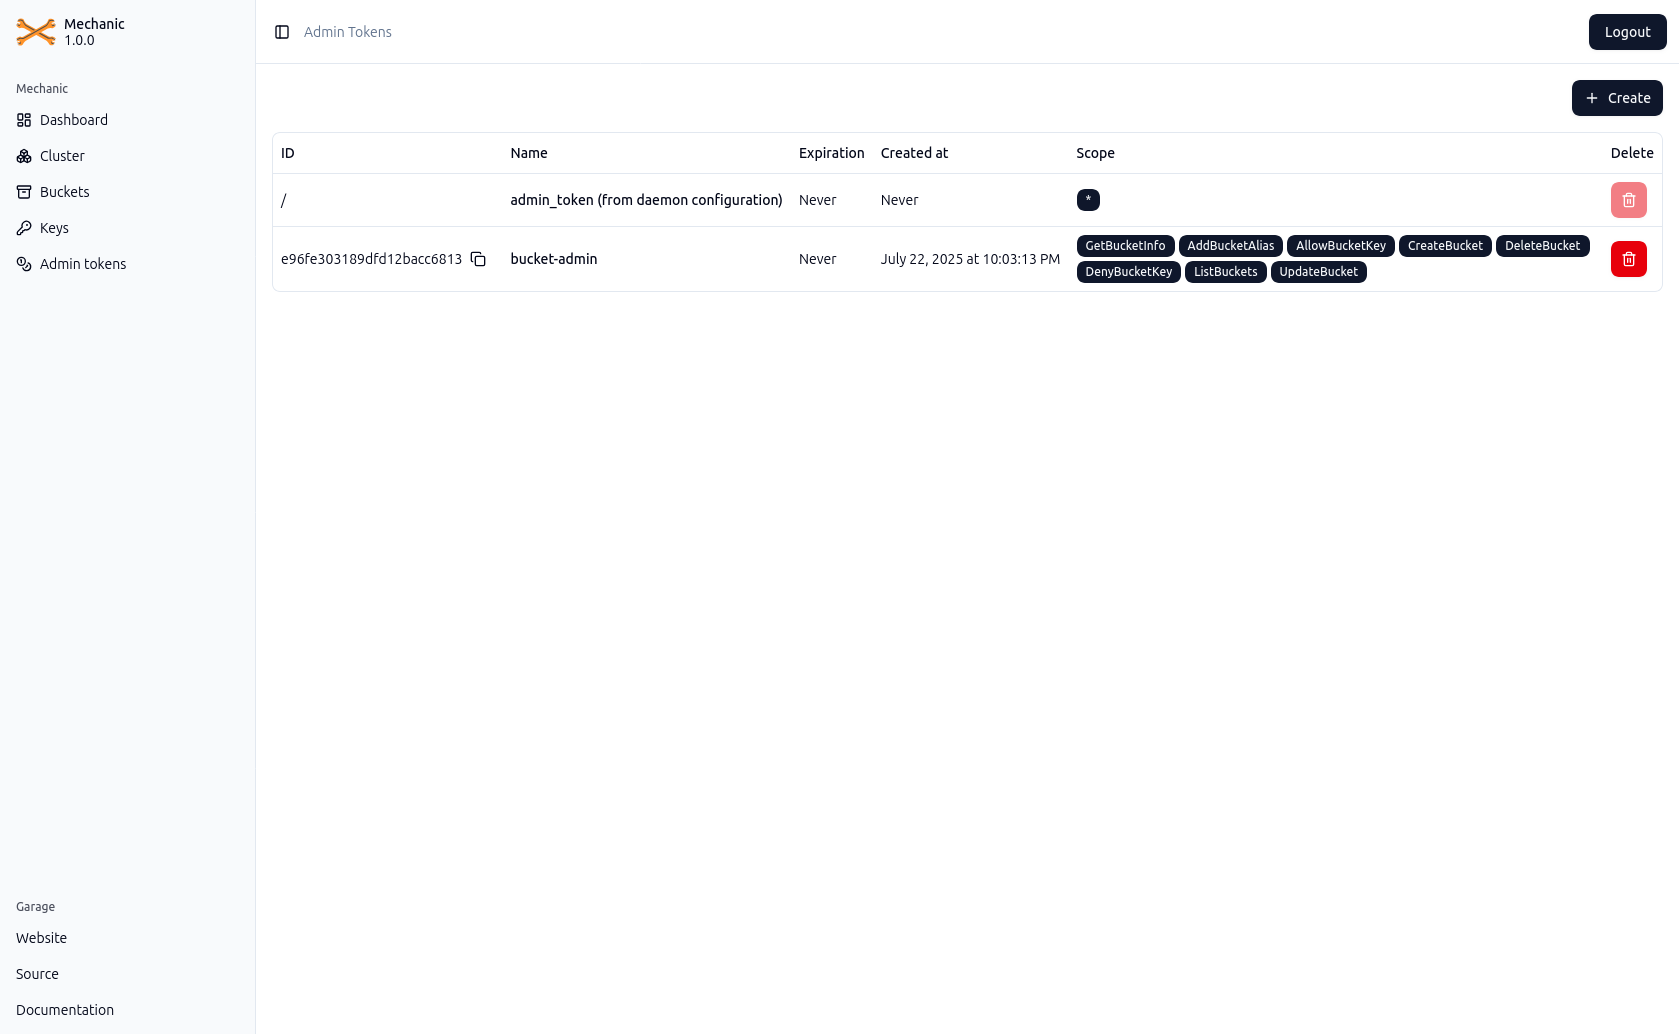 Mechanic
1.0.0
Mechanic
Dashboard
Cluster
Buckets
Keys
Admin tokens
Garage
Website
Source
Documentation
Admin Tokens
Logout
Create
ID Name Expiration Created at Scope Delete
/ admin_token (from daemon configuration) Never Never *
e96fe303189dfd12bacc6813 bucket-admin Never July 22, 2025 at 10:03:13 PM GetBucketInfo AddBucketAlias AllowBucketKey CreateBucket DeleteBucket
DenyBucketKey ListBuckets UpdateBucket